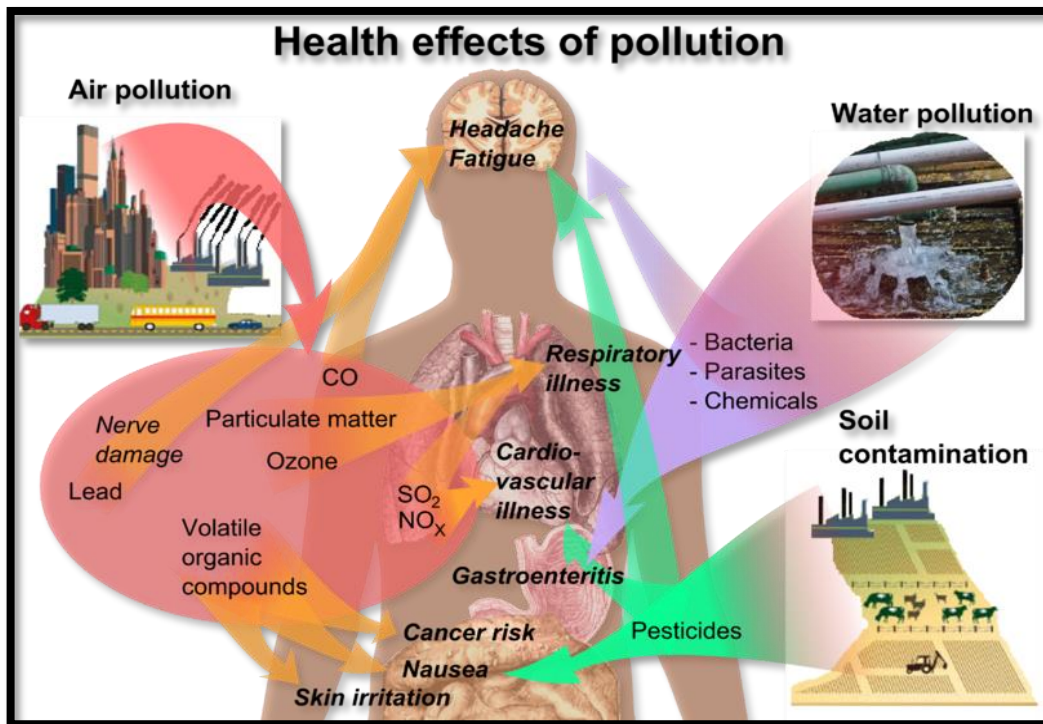 Health effects of pollution
Air pollution
Water pollution
Headache
Fatigue
CO
Particulate matter
Nerve
damage
Ozone
Lead
SO2
NOX
Volatile
organic
compounds
Respiratory
illness
Cardio-
vascular
illness
Gastroenteritis
Cancer risk
Nausea
Skin irritation
- Bacteria
- Parasites
- Chemicals
Soil
contamination
Pesticides